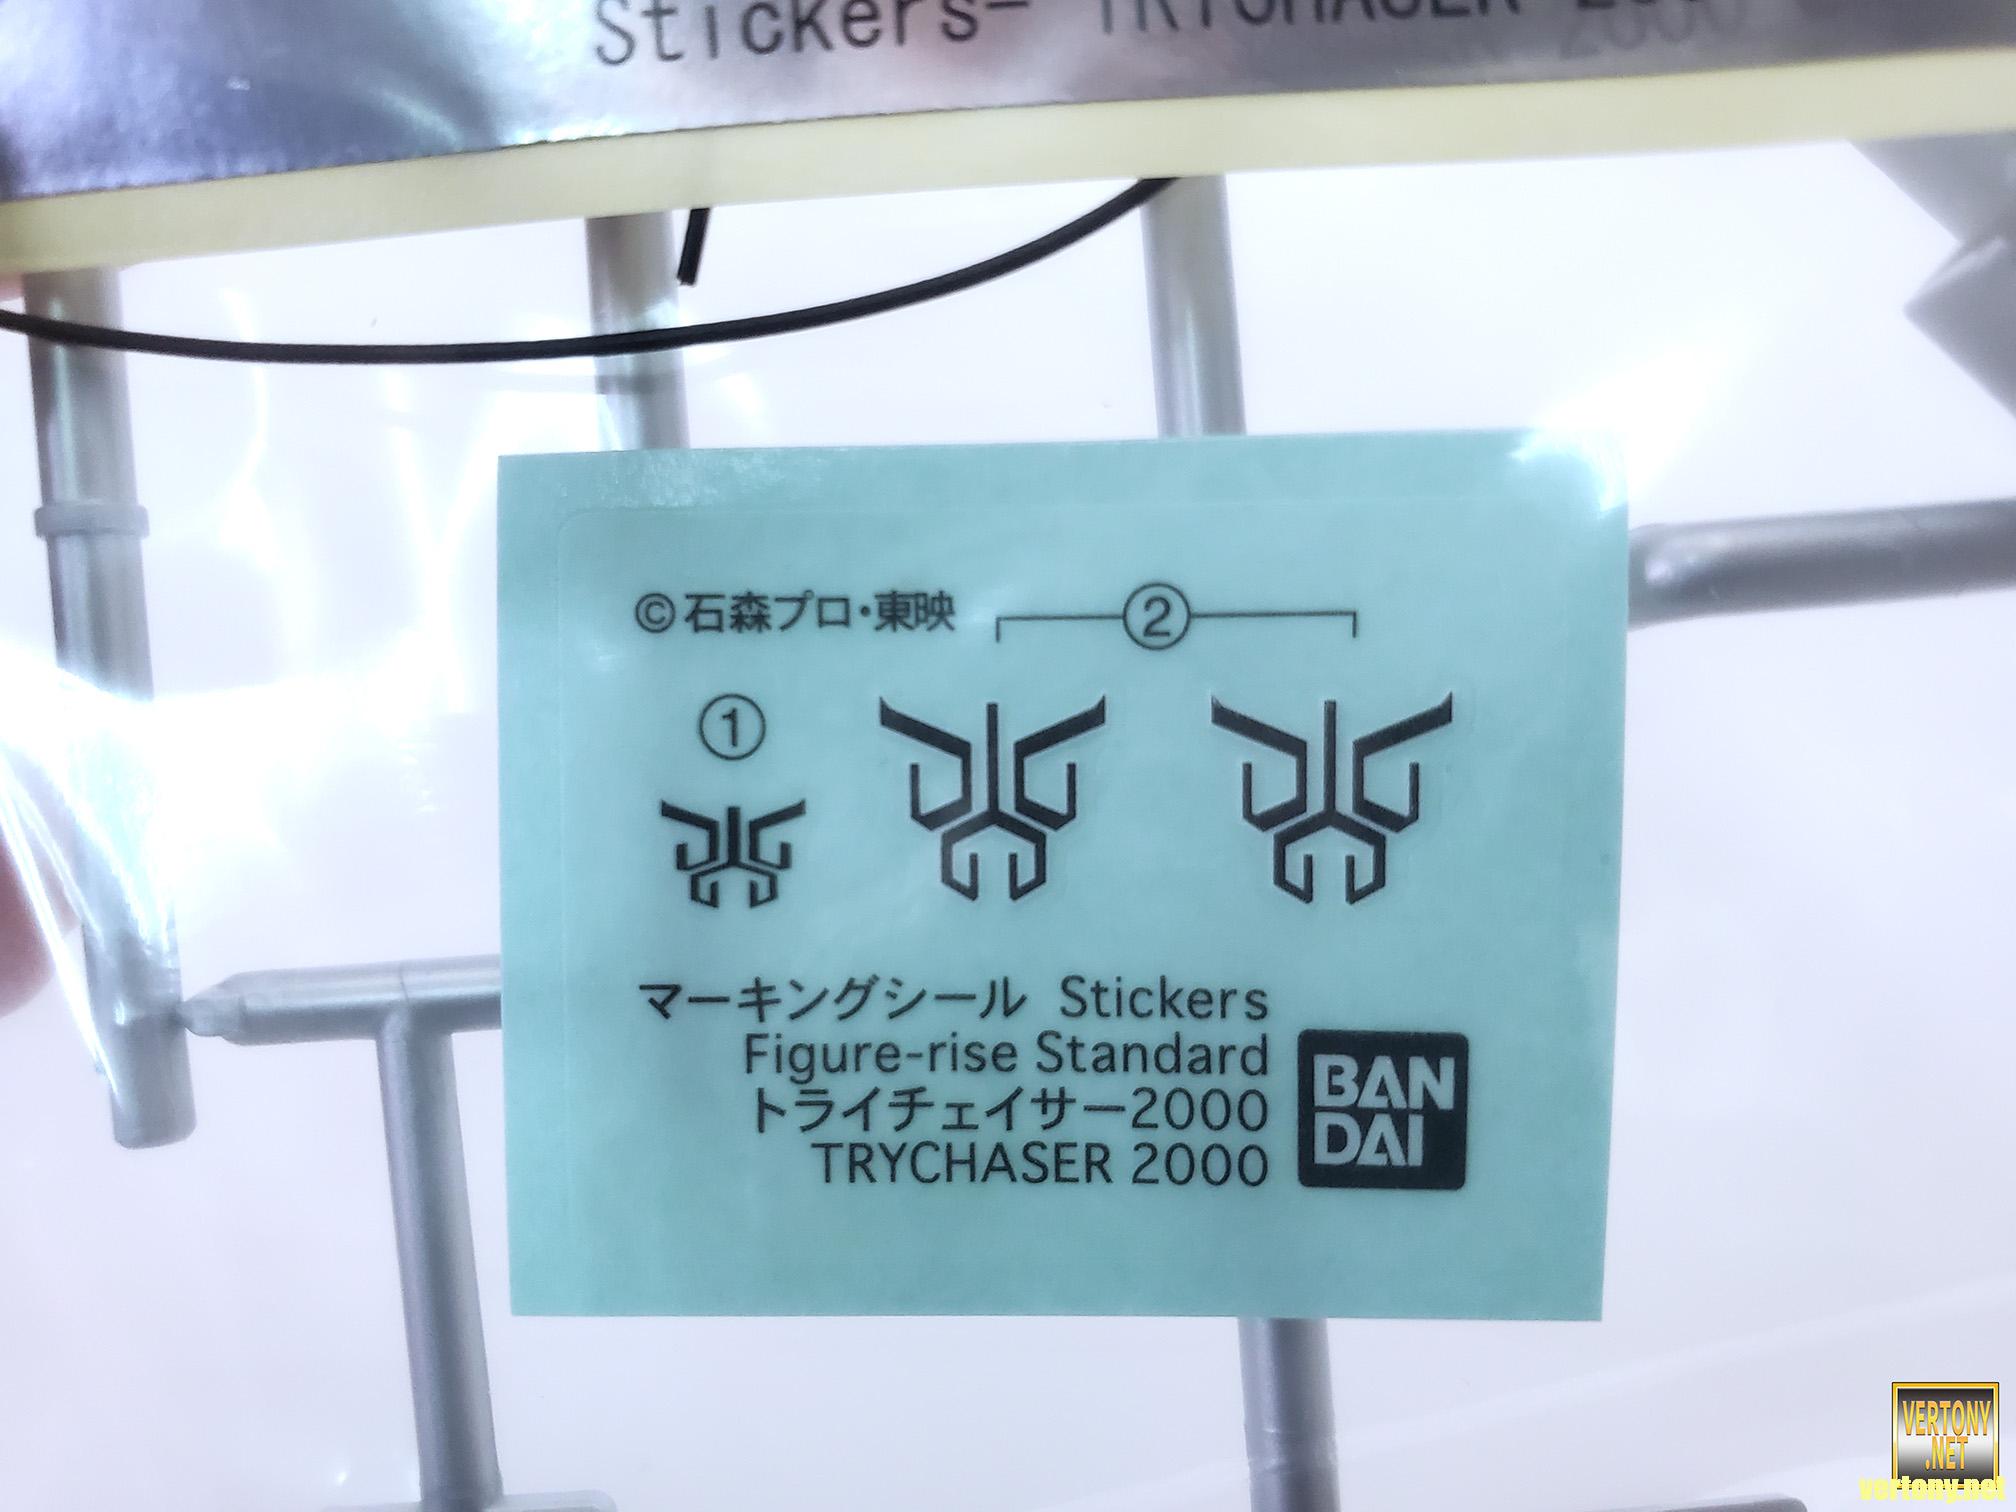 Stickers- TRYCHASER 2000
©石森プロ・東映
②
①
マーキングシール Stickers
Figure-rise Standard
トライチェイサー2000
TRYCHASER 2000
BAN
DAI
VERTONY
.NET
vertony.net